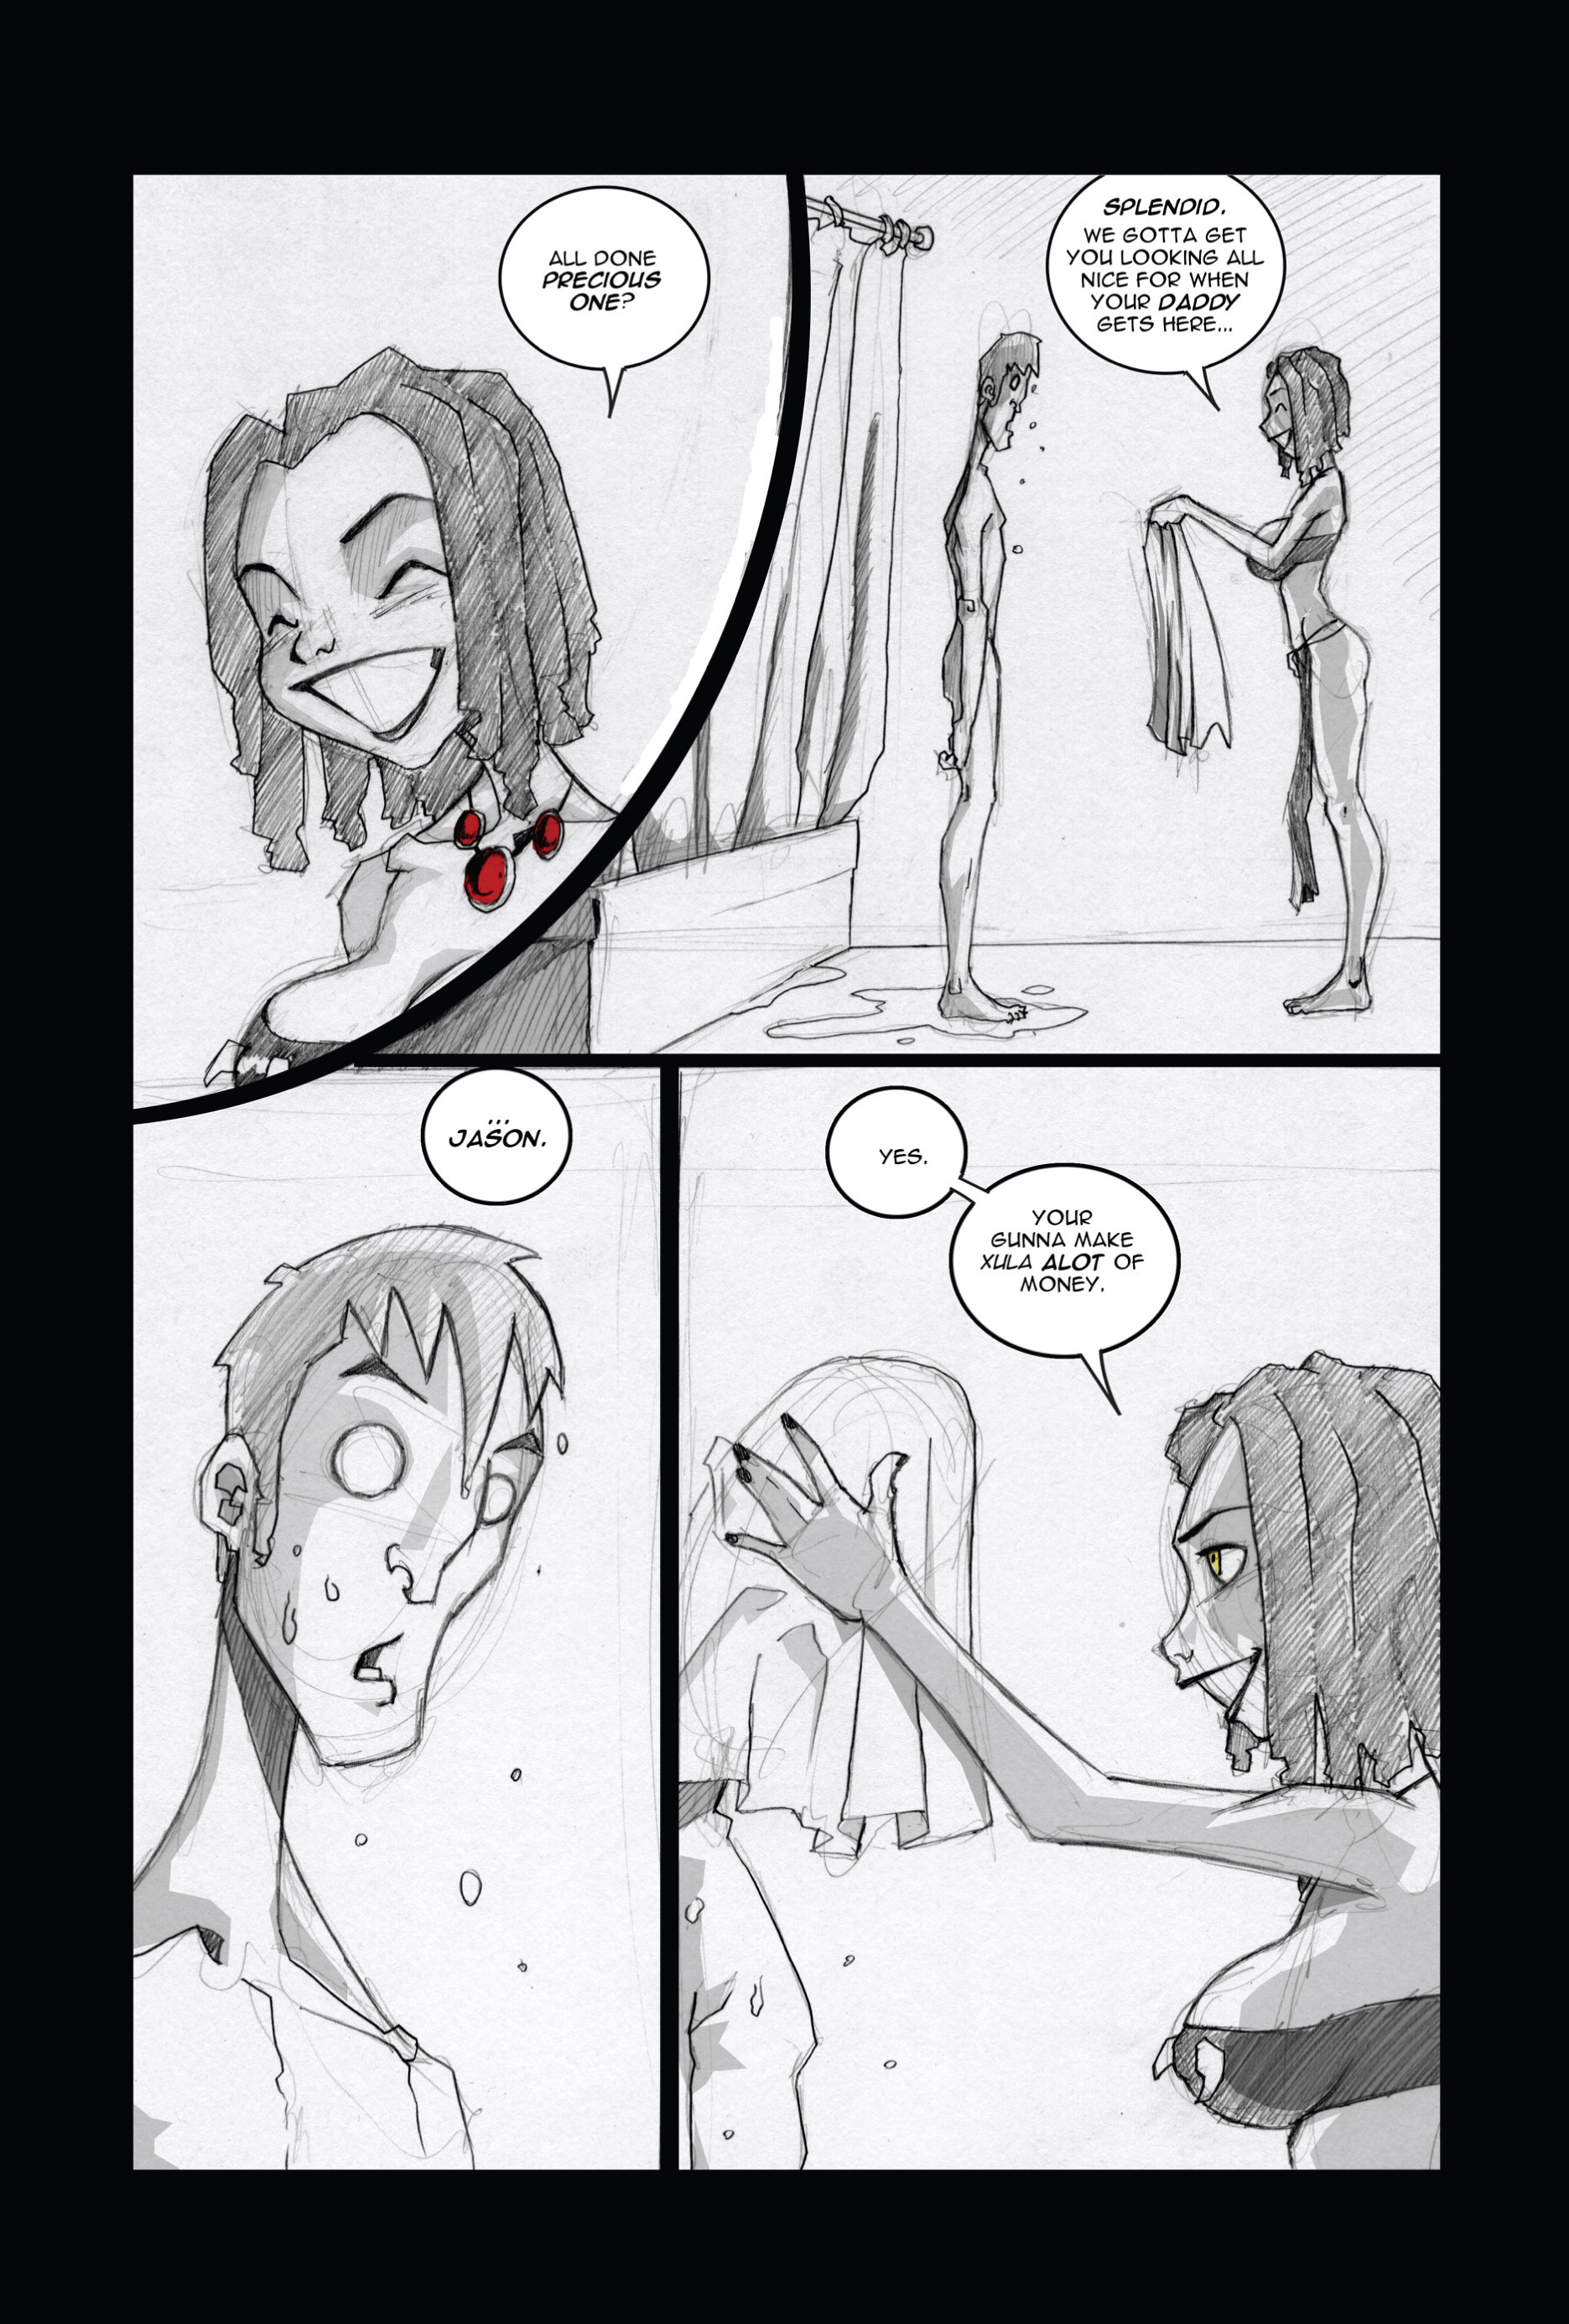 ALL DONE
PRECIOUS
ONE?
SPLENDID.
WE GOTTA GET
YOU LOOKING ALL
NICE FOR WHEN
YOUR DADDY
GETS HERE...
...
JASON.
YES.
YOUR
GUNNA MAKE
XULA ALOT OF
MONEY.